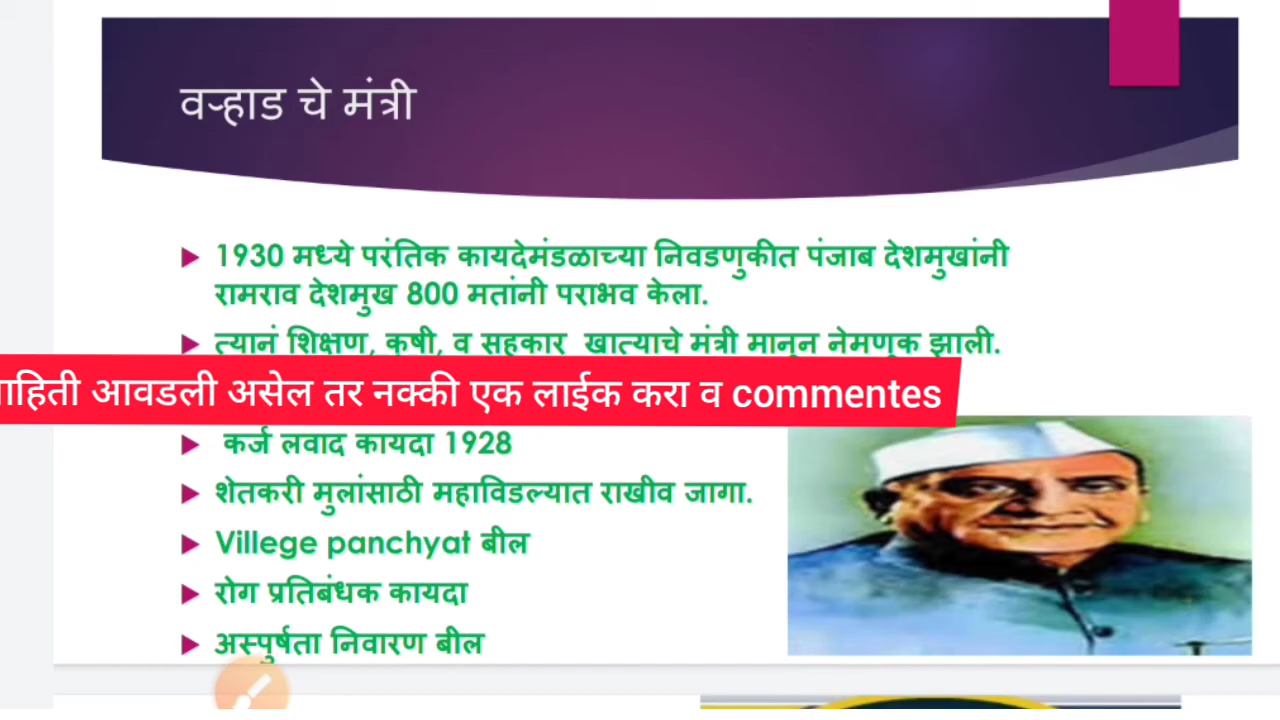 वऱ्हाड चे मंत्री
1930 मध्ये परंतिक कायदेमंडळाच्या निवडणुकीत पंजाब देशमुखांनी
रामराव देशमुख 800 मतांनी पराभव केला.
त्यानं शिक्षण, कृषी, व सहकार खात्याचे मंत्री मानून नेमणूक झाली.
आवडली असेल तर नक्की एक लाईक करा व commentes
कर्ज लवाद कायदा 1928
शेतकरी मुलांसाठी महाविडल्यात राखीव जागा.
Villege panchyat बील
रोग प्रतिबंधक कायदा
अस्पुर्षता निवारण बील